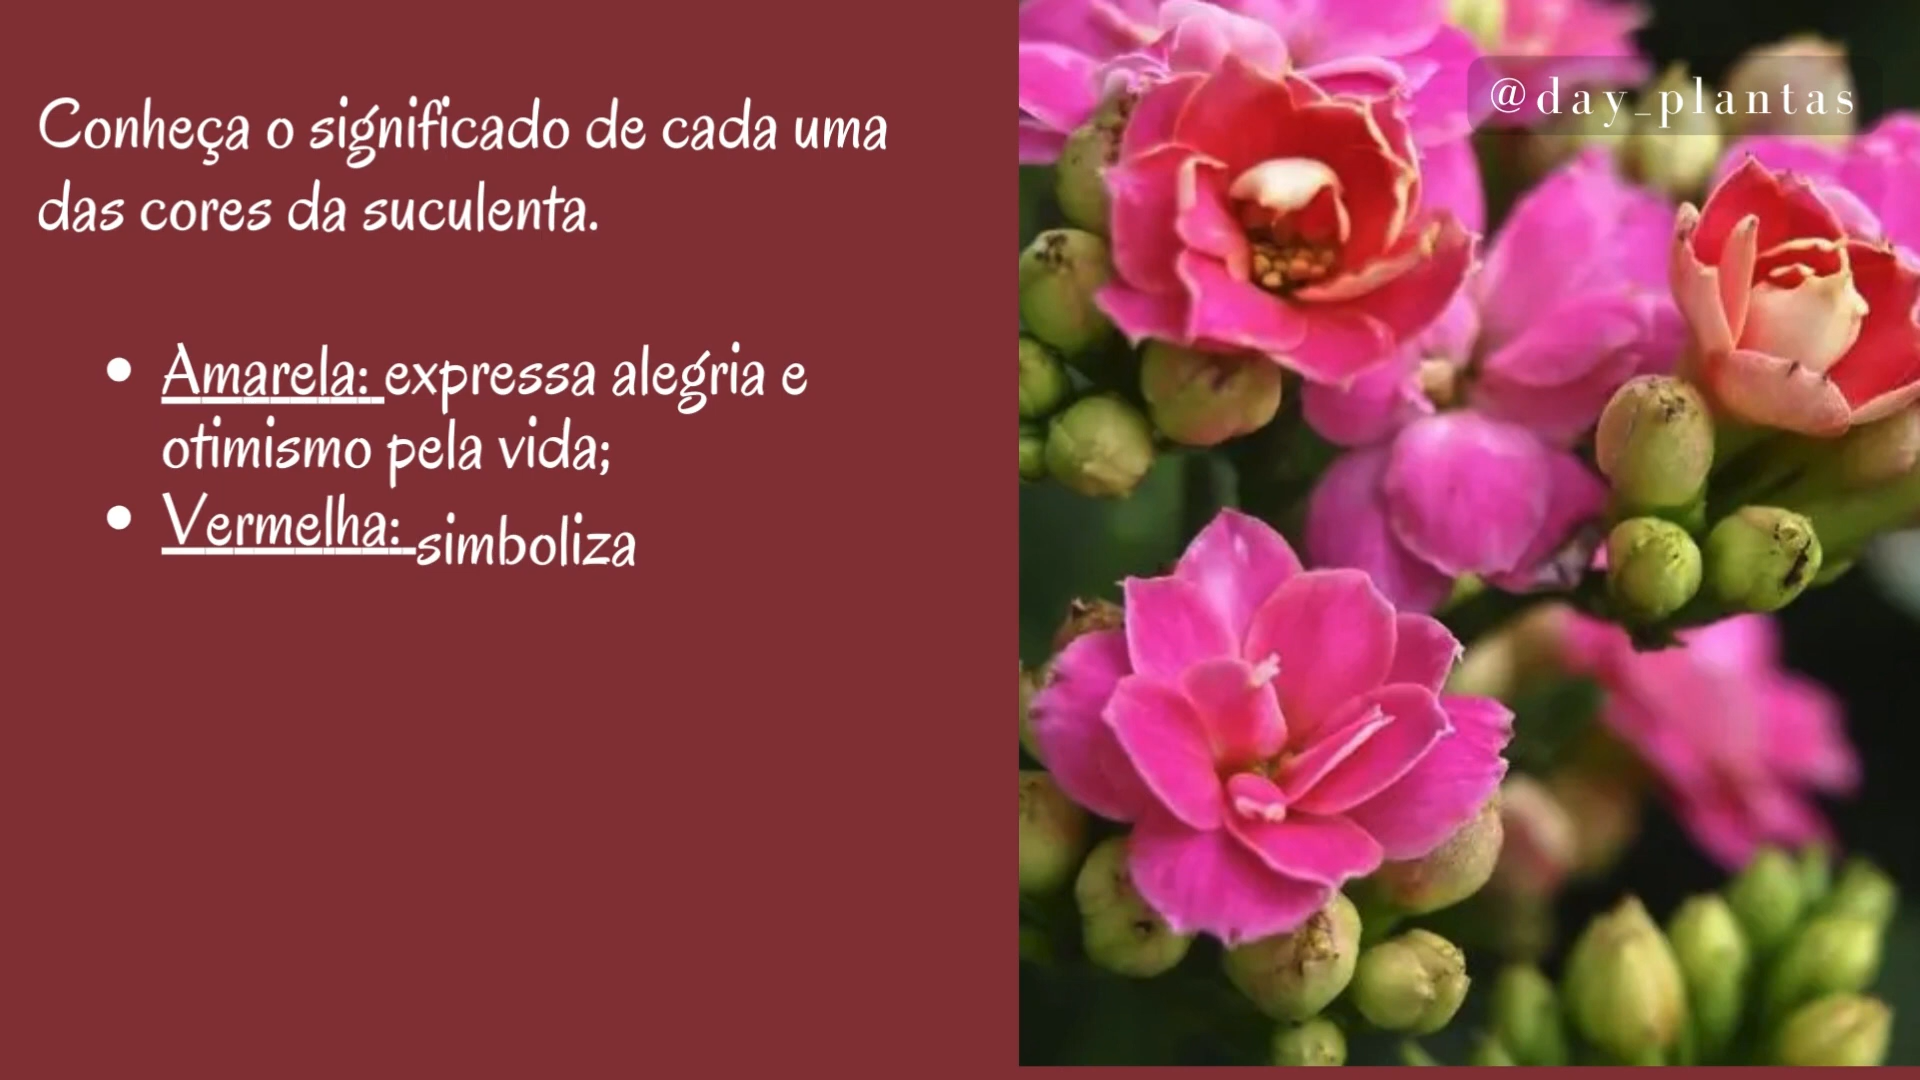 Conheça o significado de cada uma
das cores da suculenta.
@day_plantas
Amarela: expressa alegria e
otimismo pela vida;
Vermelha: simboliza